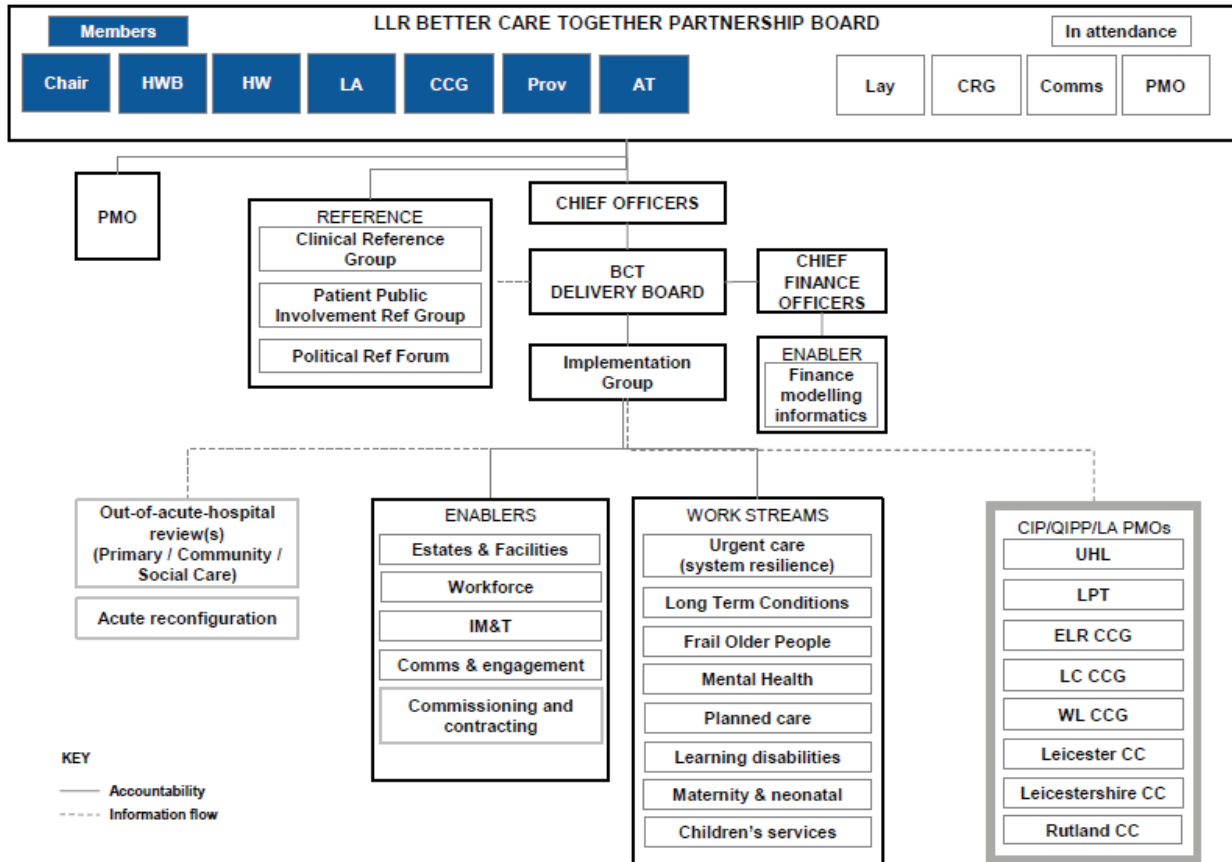 LLR BETTER CARE TOGETHER PARTNERSHIP BOARD
Members
In attendance
Chair
HWB
HW
LA
CCG
Prov
AT
Lay
CRG
Comms
PMO
PMO
REFERENCE
Clinical Reference
Group
Patient Public
Involvement Ref Group
Political Ref Forum
CHIEF OFFICERS
BCT
DELIVERY BOARD
CHIEF
FINANCE
OFFICERS
Implementation
Group
ENABLER
Finance
modelling
informatics
Out-of-acute-hospital
review(s)
(Primary / Community /
Social Care)
Acute reconfiguration
ENABLERS
Estates & Facilities
Workforce
IM&T
Comms & engagement
Commissioning and
contracting
WORK STREAMS
Urgent care
(system resilience)
Long Term Conditions
Frail Older People
Mental Health
Planned care
Learning disabilities
Maternity & neonatal
Children's services
CIP/QIPP/LA PMOs
UHL
LPT
ELR CCG
LC CCG
WL CCG
Leicester CC
Leicestershire CC
Rutland CC
KEY
Accountability
Information flow